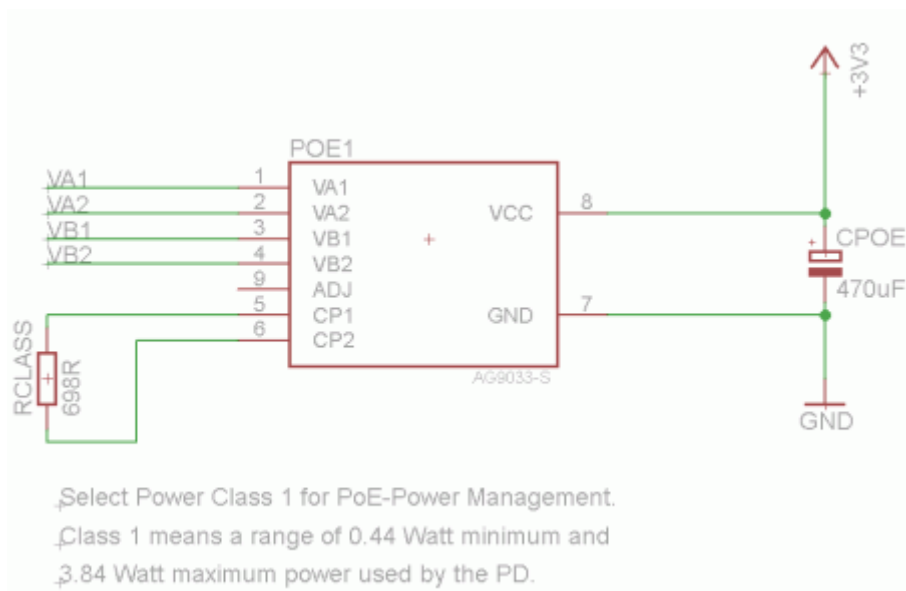 +3V3
POE1
VA1
VA2
VB1
VB2
1
2
3
4
9
5
6
VA1
VA2
VB1
VB2
ADJ
CP1
CP2
VCC
GND
8
7
AG9033-S
CPOE
470uF
RCLASS
698R
GND
Select Power Class 1 for PoE-Power Management.
Class 1 means a range of 0.44 Watt minimum and
3.84 Watt maximum power used by the PD.